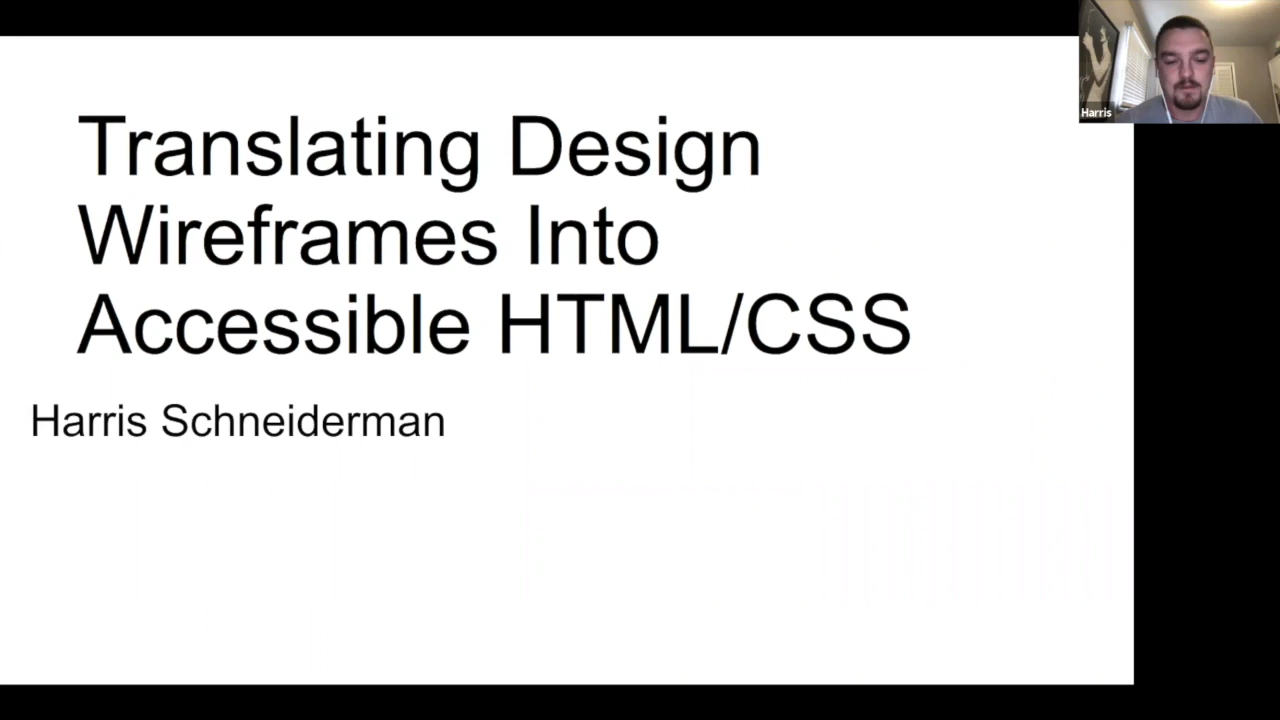 Translating Design
Wireframes Into
Accessible HTML/CSS
Harris Schneiderman
Harris